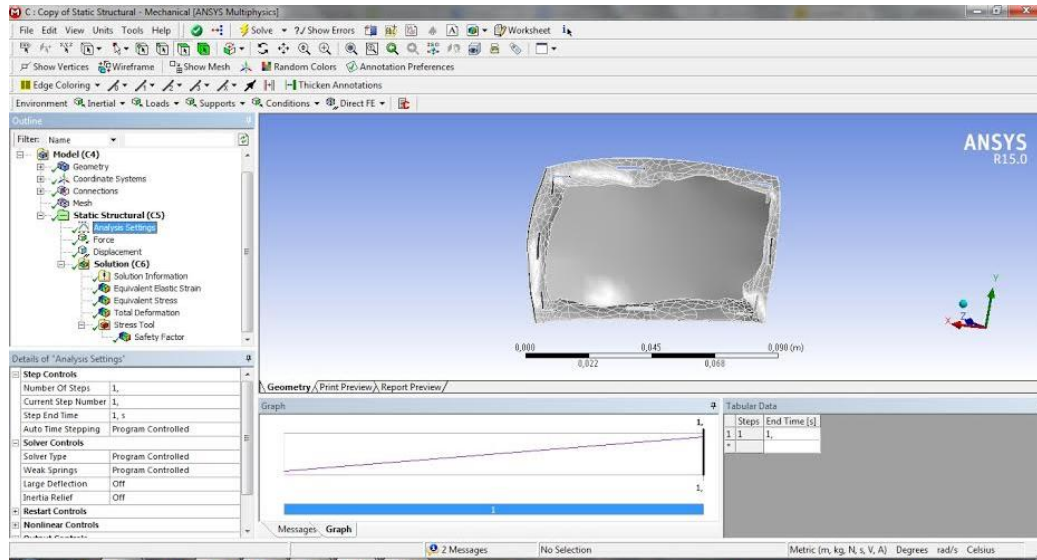 C : Copy of Static Structural - Mechanical [ANSYS Multiphysics]
File Edit View Units Tools Help Solve ?/ Show Errors A Worksheet
Show Vertices Wireframe Show Mesh Random Colors Annotation Preferences
Edge Coloring Thicken Annotations
Environment Inertial Loads Supports Conditions Direct FE
Outline
Filter: Name
Model (C4)
Geometry
Coordinate Systems
Connections
Mesh
Static Structural (C5)
Analysis Settings
Force
Displacement
Solution (C6)
Solution Information
Equivalent Elastic Strain
Equivalent Stress
Total Deformation
Stress Tool
Safety Factor
ANSYS
R15.0
Y
Z
X
0,000 0,045 0,090 (m)
0,022 0,068
Geometry Print Preview Report Preview
Details of "Analysis Settings"
Step Controls
Number Of Steps 1,
Current Step Number 1,
Step End Time 1, s
Auto Time Stepping Program Controlled
Solver Controls
Solver Type Program Controlled
Weak Springs Program Controlled
Large Deflection Off
Inertia Relief Off
Restart Controls
Nonlinear Controls
Output Controls
Graph
1,
1,
1
Messages Graph
Tabular Data
Steps End Time [s]
1 1 1,
*
2 Messages No Selection Metric (m, kg, N, s, V, A) Degrees rad/s Celsius